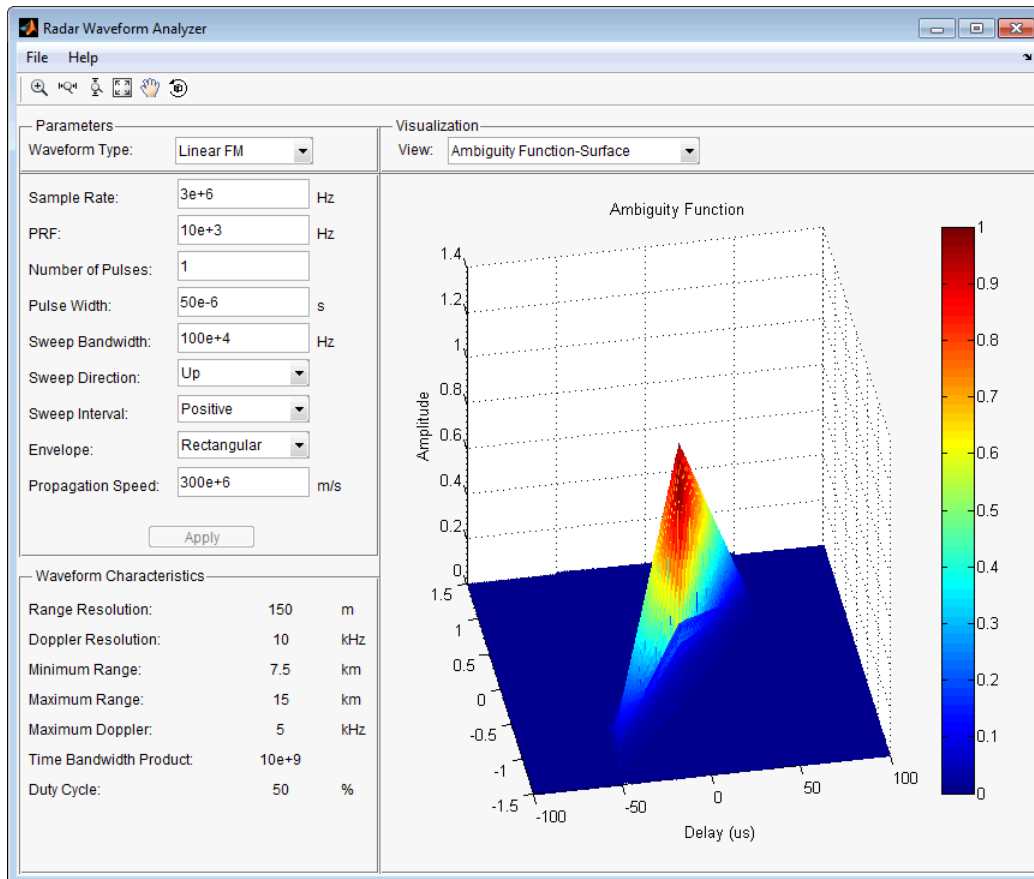 Radar Waveform Analyzer
File Help
Parameters
Waveform Type: Linear FM
Sample Rate: 3e+6 Hz
PRF: 10e+3 Hz
Number of Pulses: 1
Pulse Width: 50e-6 s
Sweep Bandwidth: 100e+4 Hz
Sweep Direction: Up
Sweep Interval: Positive
Envelope: Rectangular
Propagation Speed: 300e+6 m/s
Apply
Waveform Characteristics
Range Resolution: 150 m
Doppler Resolution: 10 kHz
Minimum Range: 7.5 km
Maximum Range: 15 km
Maximum Doppler: 5 kHz
Time Bandwidth Product: 10e+9
Duty Cycle: 50 %
Visualization
View: Ambiguity Function-Surface
Ambiguity Function
Amplitude
1.4
1.2
1
0.8
0.6
0.4
0.2
0
1.5
1
0.5
0
-0.5
-1
-1.5
-100
-50
0
50
100
Delay (us)
1
0.9
0.8
0.7
0.6
0.5
0.4
0.3
0.2
0.1
0